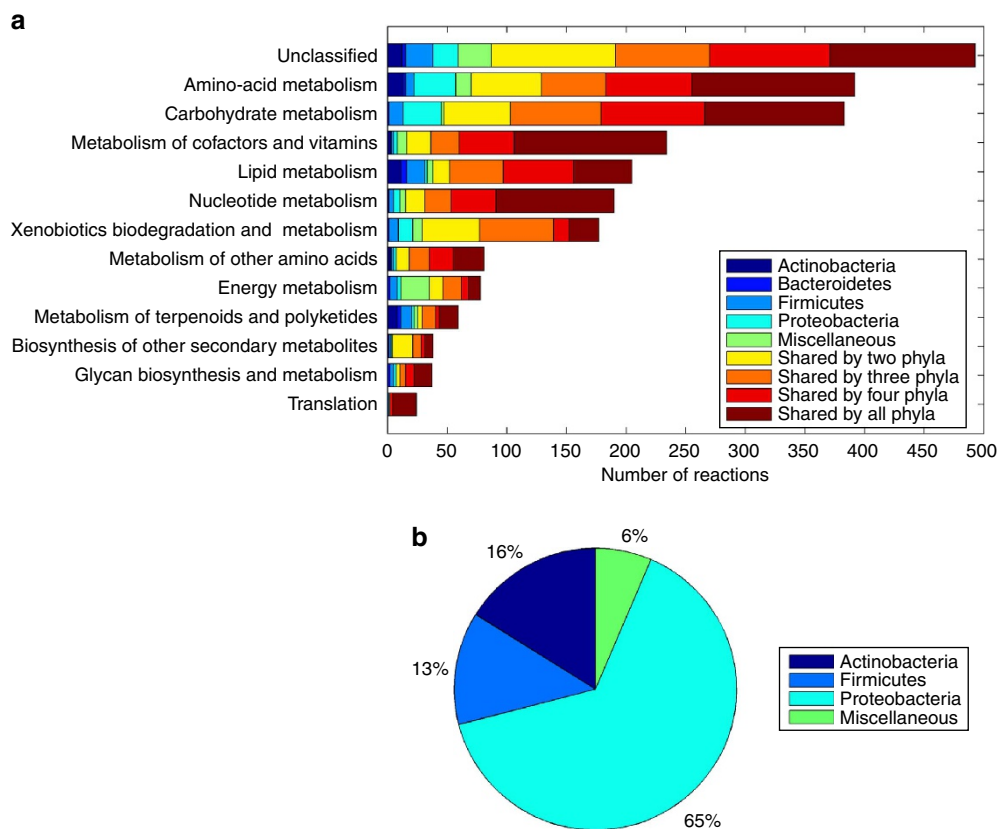 a
Unclassified
Amino-acid metabolism
Carbohydrate metabolism
Metabolism of cofactors and vitamins
Lipid metabolism
Nucleotide metabolism
Xenobiotics biodegradation and metabolism
Metabolism of other amino acids
Energy metabolism
Metabolism of terpenoids and polyketides
Biosynthesis of other secondary metabolites
Glycan biosynthesis and metabolism
Translation
Actinobacteria
Bacteroidetes
Firmicutes
Proteobacteria
Miscellaneous
Shared by two phyla
Shared by three phyla
Shared by four phyla
Shared by all phyla
0 50 100 150 200 250 300 350 400 450 500
Number of reactions
b
6%
16%
13%
65%
Actinobacteria
Firmicutes
Proteobacteria
Miscellaneous